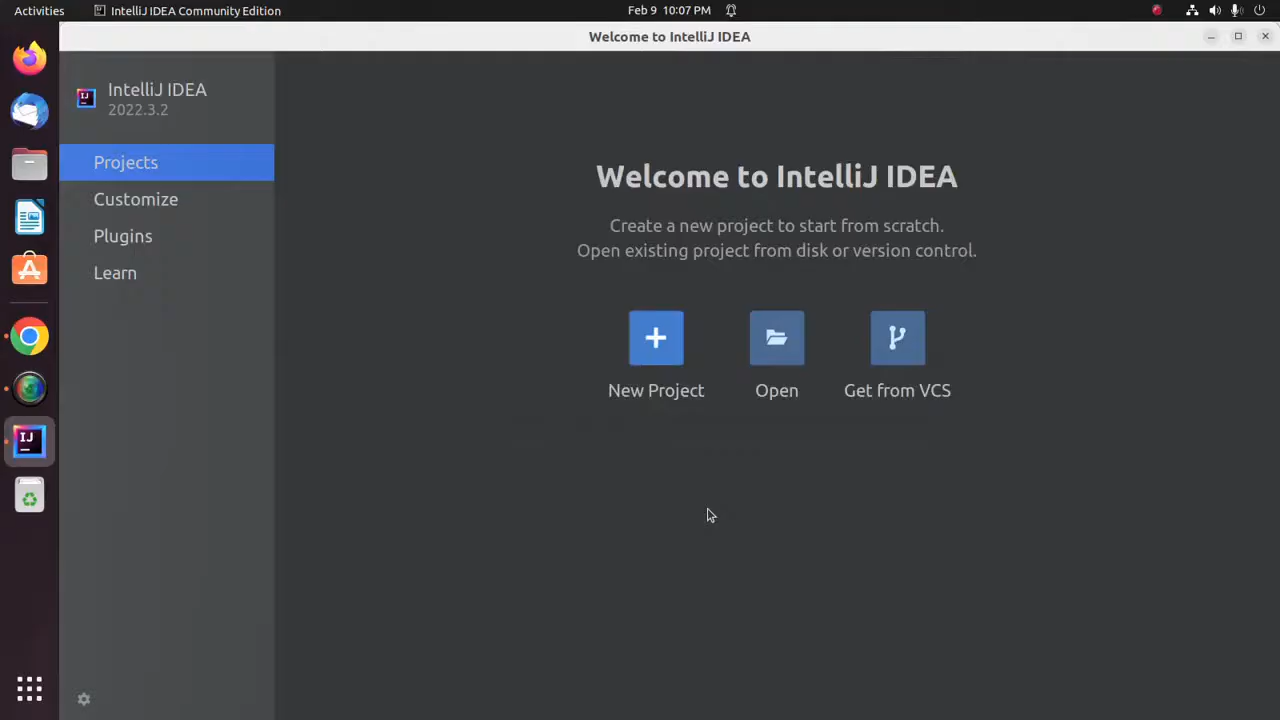 Activities
IntelliJ IDEA Community Edition
Feb 9 10:07 PM
Welcome to IntelliJ IDEA
IJ
IntelliJ IDEA
2022.3.2
Projects
Customize
Plugins
Learn
Welcome to IntelliJ IDEA
Create a new project to start from scratch.
Open existing project from disk or version control.
New Project
Open
Get from VCS
IJ